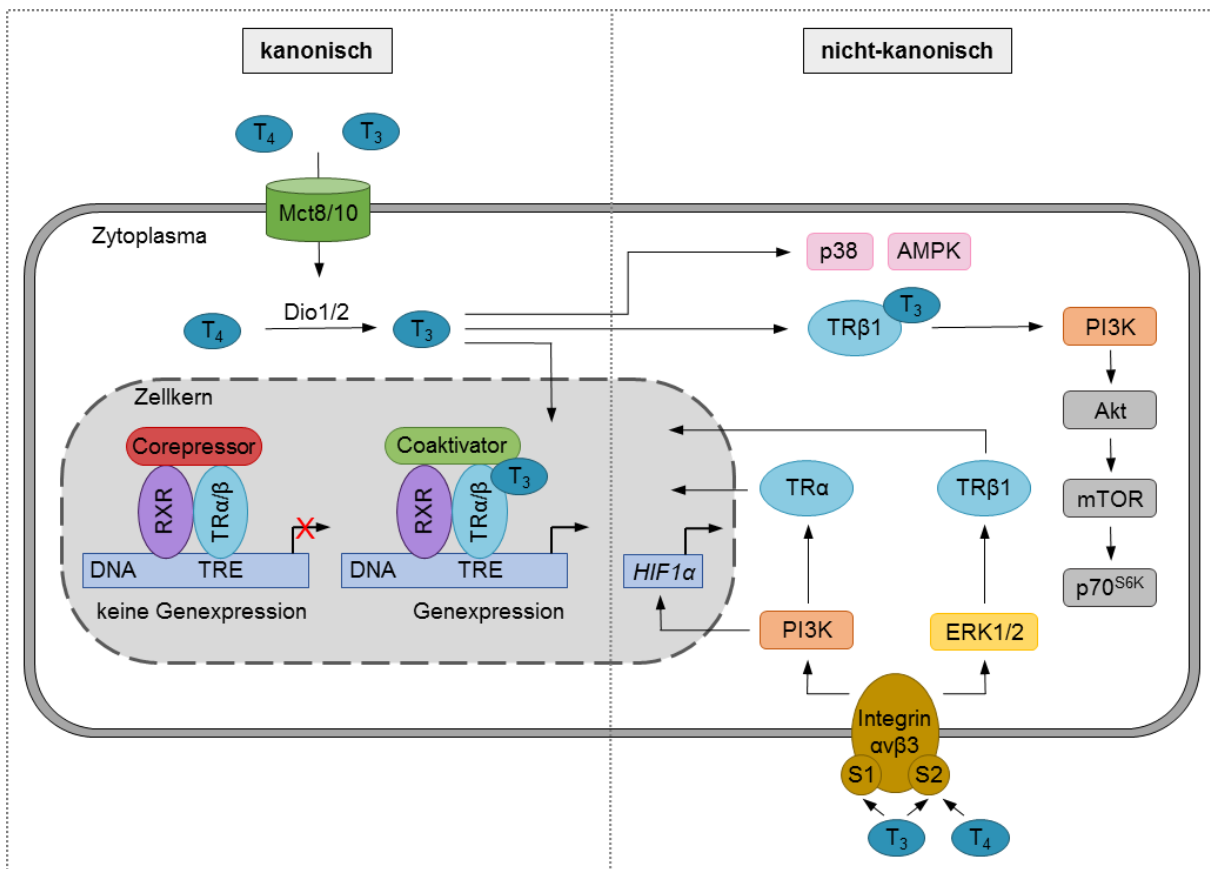 kanonisch
nicht-kanonisch
T4
T3
Mct8/10
Zytoplasma
p38
AMPK
T4
Dio1/2
T3
TRβ1
T3
PI3K
Zellkern
Akt
Corepressor
Coaktivator
T3
RXR
TRα/β
X
RXR
TRα/β
TRα
TRβ1
mTOR
DNA
TRE
DNA
TRE
HIF1α
p70S6K
keine Genexpression
Genexpression
PI3K
ERK1/2
Integrin
αvβ3
S1
S2
T3
T4